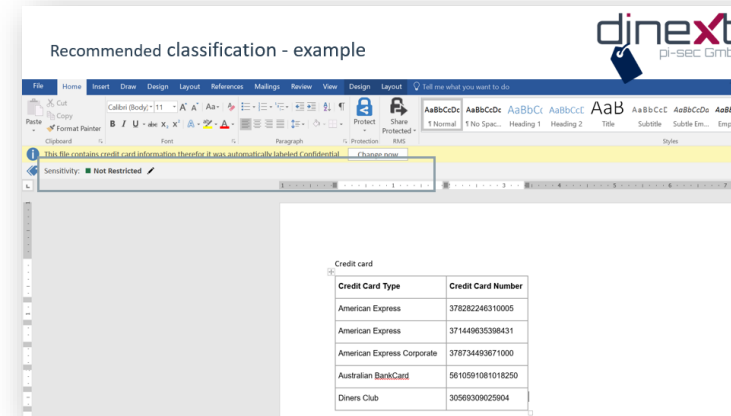 Recommended classification - example
dinext
pi-sec GmbH
File Home Insert Draw Design Layout References Mailings Review View Design Layout Tell me what you want to do
Cut
Copy
Format Painter
Paste
Clipboard
Calibri (Body) 11
Font
Paragraph
Protect
Protection
Share Protected
RMS
AaBbCcDc AaBbCcDc AaBbCc AaBbCcC AaB AaBbCcC AaBbCcDc AaBb
¶ Normal ¶ No Spac... Heading 1 Heading 2 Title Subtitle Subtle Em... Emp
Styles
This file contains credit card information therefor it was automatically labeled Confidential Change now
Sensitivity: Not Restricted
Credit card
Credit Card Type Credit Card Number
American Express 378282246310005
American Express 371449635398431
American Express Corporate 378734493671000
Australian BankCard 5610591081018250
Diners Club 30569309025904